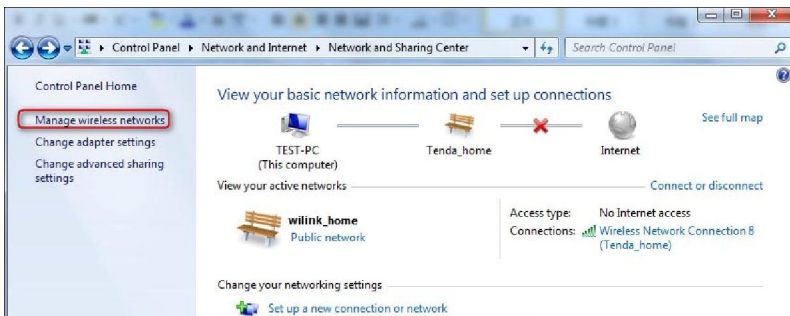 Control Panel ▸ Network and Internet ▸ Network and Sharing Center
Search Control Panel
Control Panel Home
Manage wireless networks
Change adapter settings
Change advanced sharing
settings
View your basic network information and set up connections
See full map
TEST-PC
(This computer)
Tenda_home
Internet
View your active networks
Connect or disconnect
wilink_home
Public network
Access type: No Internet access
Connections: Wireless Network Connection 8
(Tenda_home)
Change your networking settings
Set up a new connection or network